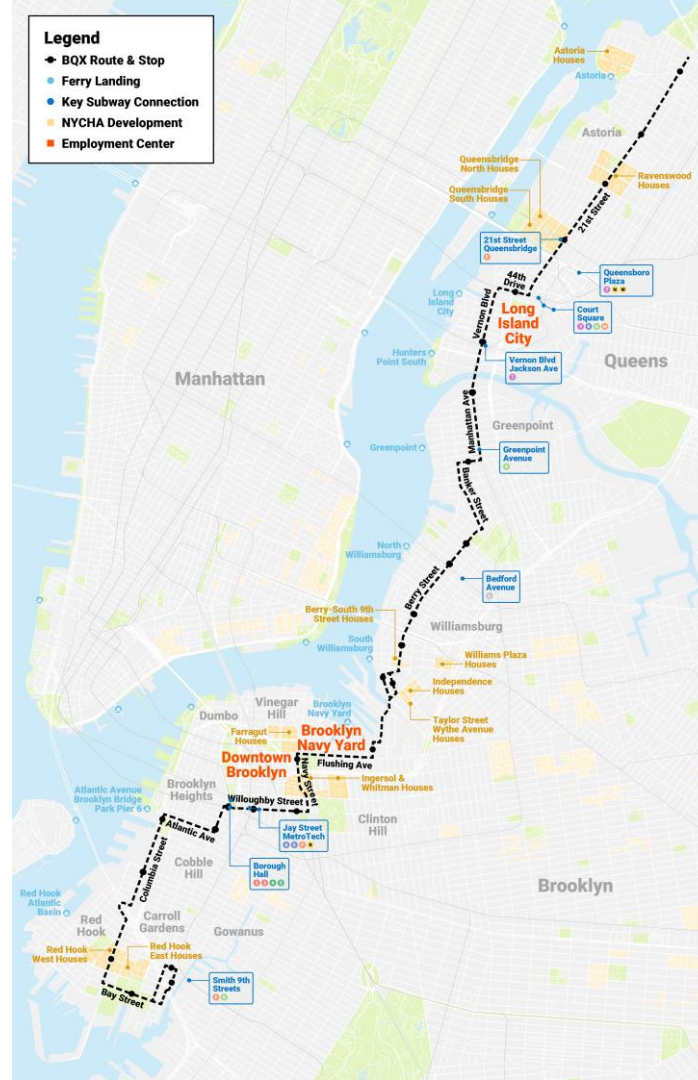 Legend
BQX Route & Stop
Ferry Landing
Key Subway Connection
NYCHA Development
Employment Center
Astoria
Houses
Astoria
Astoria
Queensbridge
North Houses
Ravenswood
Houses
Queensbridge
South Houses
21st Street
21st Street
Queensbridge
F
44th
Drive
Queensboro
Plaza
7 N W
Long
Island
City
Vernon Blvd
Long
Island
City
Court
Square
7 E G M
Hunters
Point South
Vernon Blvd
Jackson Ave
7
Queens
Manhattan
Manhattan Ave
Greenpoint
Greenpoint
Greenpoint
Avenue
G
Banker Street
North
Williamsburg
Bedford
Avenue
L
Berry Street
Berry-South 9th
Street Houses
Williamsburg
South
Williamsburg
Williams Plaza
Houses
Independence
Houses
Vinegar
Hill
Brooklyn
Navy Yard
Dumbo
Taylor Street
Wythe Avenue
Houses
Farragut
Houses
Brooklyn
Navy Yard
Downtown
Brooklyn
Flushing Ave
Navy Street
Ingersol &
Whitman Houses
Brooklyn
Heights
Atlantic Avenue
Brooklyn Bridge
Park Pier 6
Willoughby Street
Clinton
Hill
Atlantic Ave
Jay Street
MetroTech
A C F R
Columbia Street
Cobble
Hill
Borough
Hall
2 3 4 5
Brooklyn
Red Hook
Atlantic
Basin
Red
Hook
Carroll
Gardens
Gowanus
Red Hook
West Houses
Red Hook
East Houses
Smith 9th
Streets
F G
Bay Street